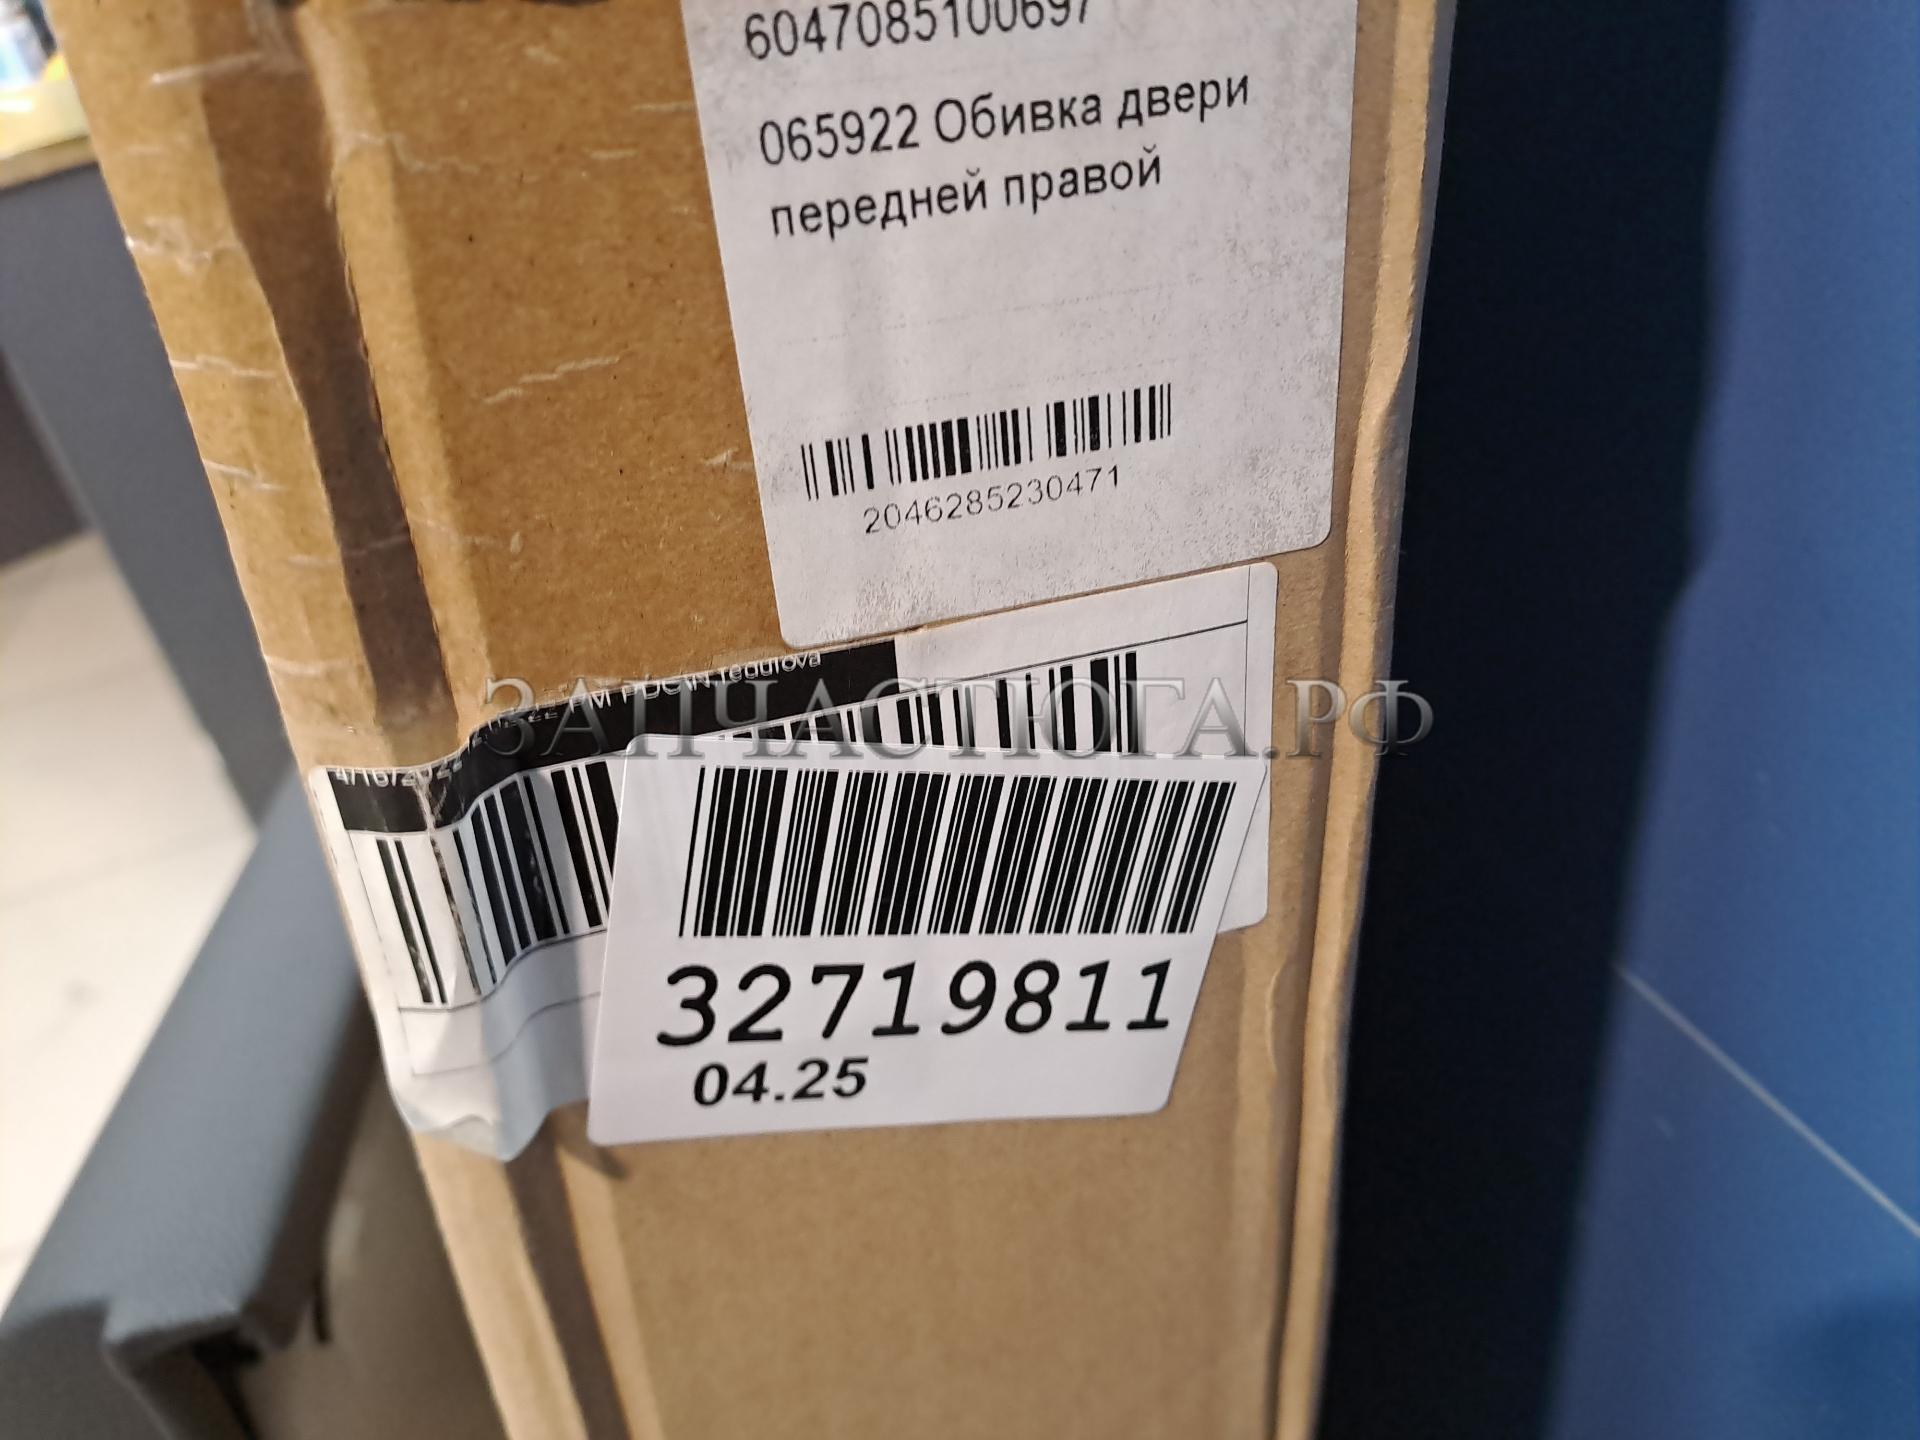 6047085100697
065922 Обивка двери
передней правой
2046285230471
ЗАПЧАСТЮГА.РФ
32719811
04.25